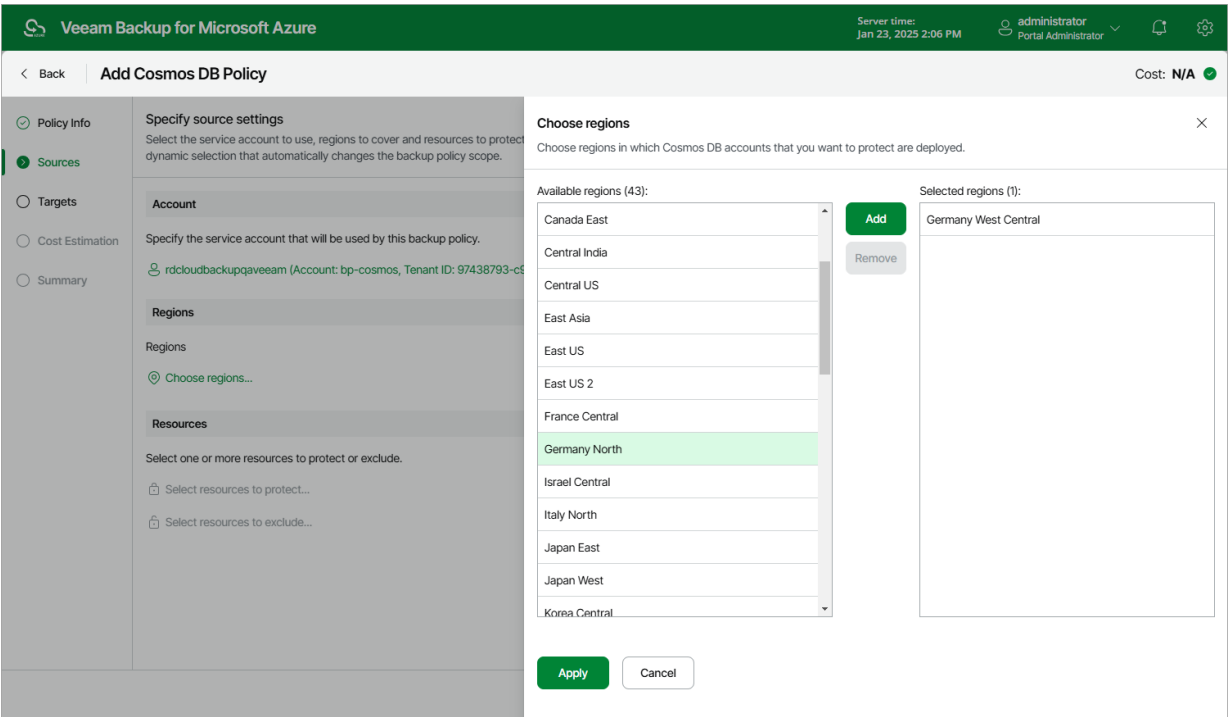 Veeam Backup for Microsoft Azure
Server time:
Jan 23, 2025 2:06 PM
administrator
Portal Administrator
Back
Add Cosmos DB Policy
Cost: N/A
Policy Info
Sources
Targets
Cost Estimation
Summary
Specify source settings
Select the service account to use, regions to cover and resources to protect
dynamic selection that automatically changes the backup policy scope.
Account
Specify the service account that will be used by this backup policy.
rdcloudbackupqaveeam (Account: bp-cosmos, Tenant ID: 97438793-c9
Regions
Regions
Choose regions...
Resources
Select one or more resources to protect or exclude.
Select resources to protect...
Select resources to exclude...
Choose regions
Choose regions in which Cosmos DB accounts that you want to protect are deployed.
Available regions (43):
Canada East
Central India
Central US
East Asia
East US
East US 2
France Central
Germany North
Israel Central
Italy North
Japan East
Japan West
Korea Central
Add
Remove
Selected regions (1):
Germany West Central
Apply
Cancel